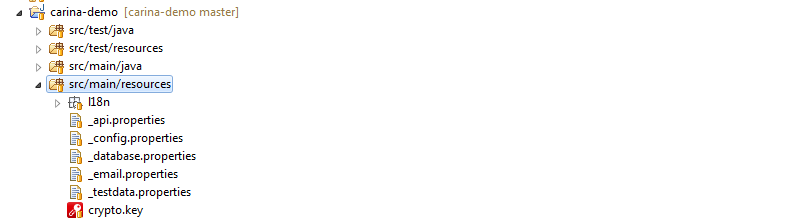 carina-demo [carina-demo master]
src/test/java
src/test/resources
src/main/java
src/main/resources
l18n
_api.properties
_config.properties
_database.properties
_email.properties
_testdata.properties
crypto.key